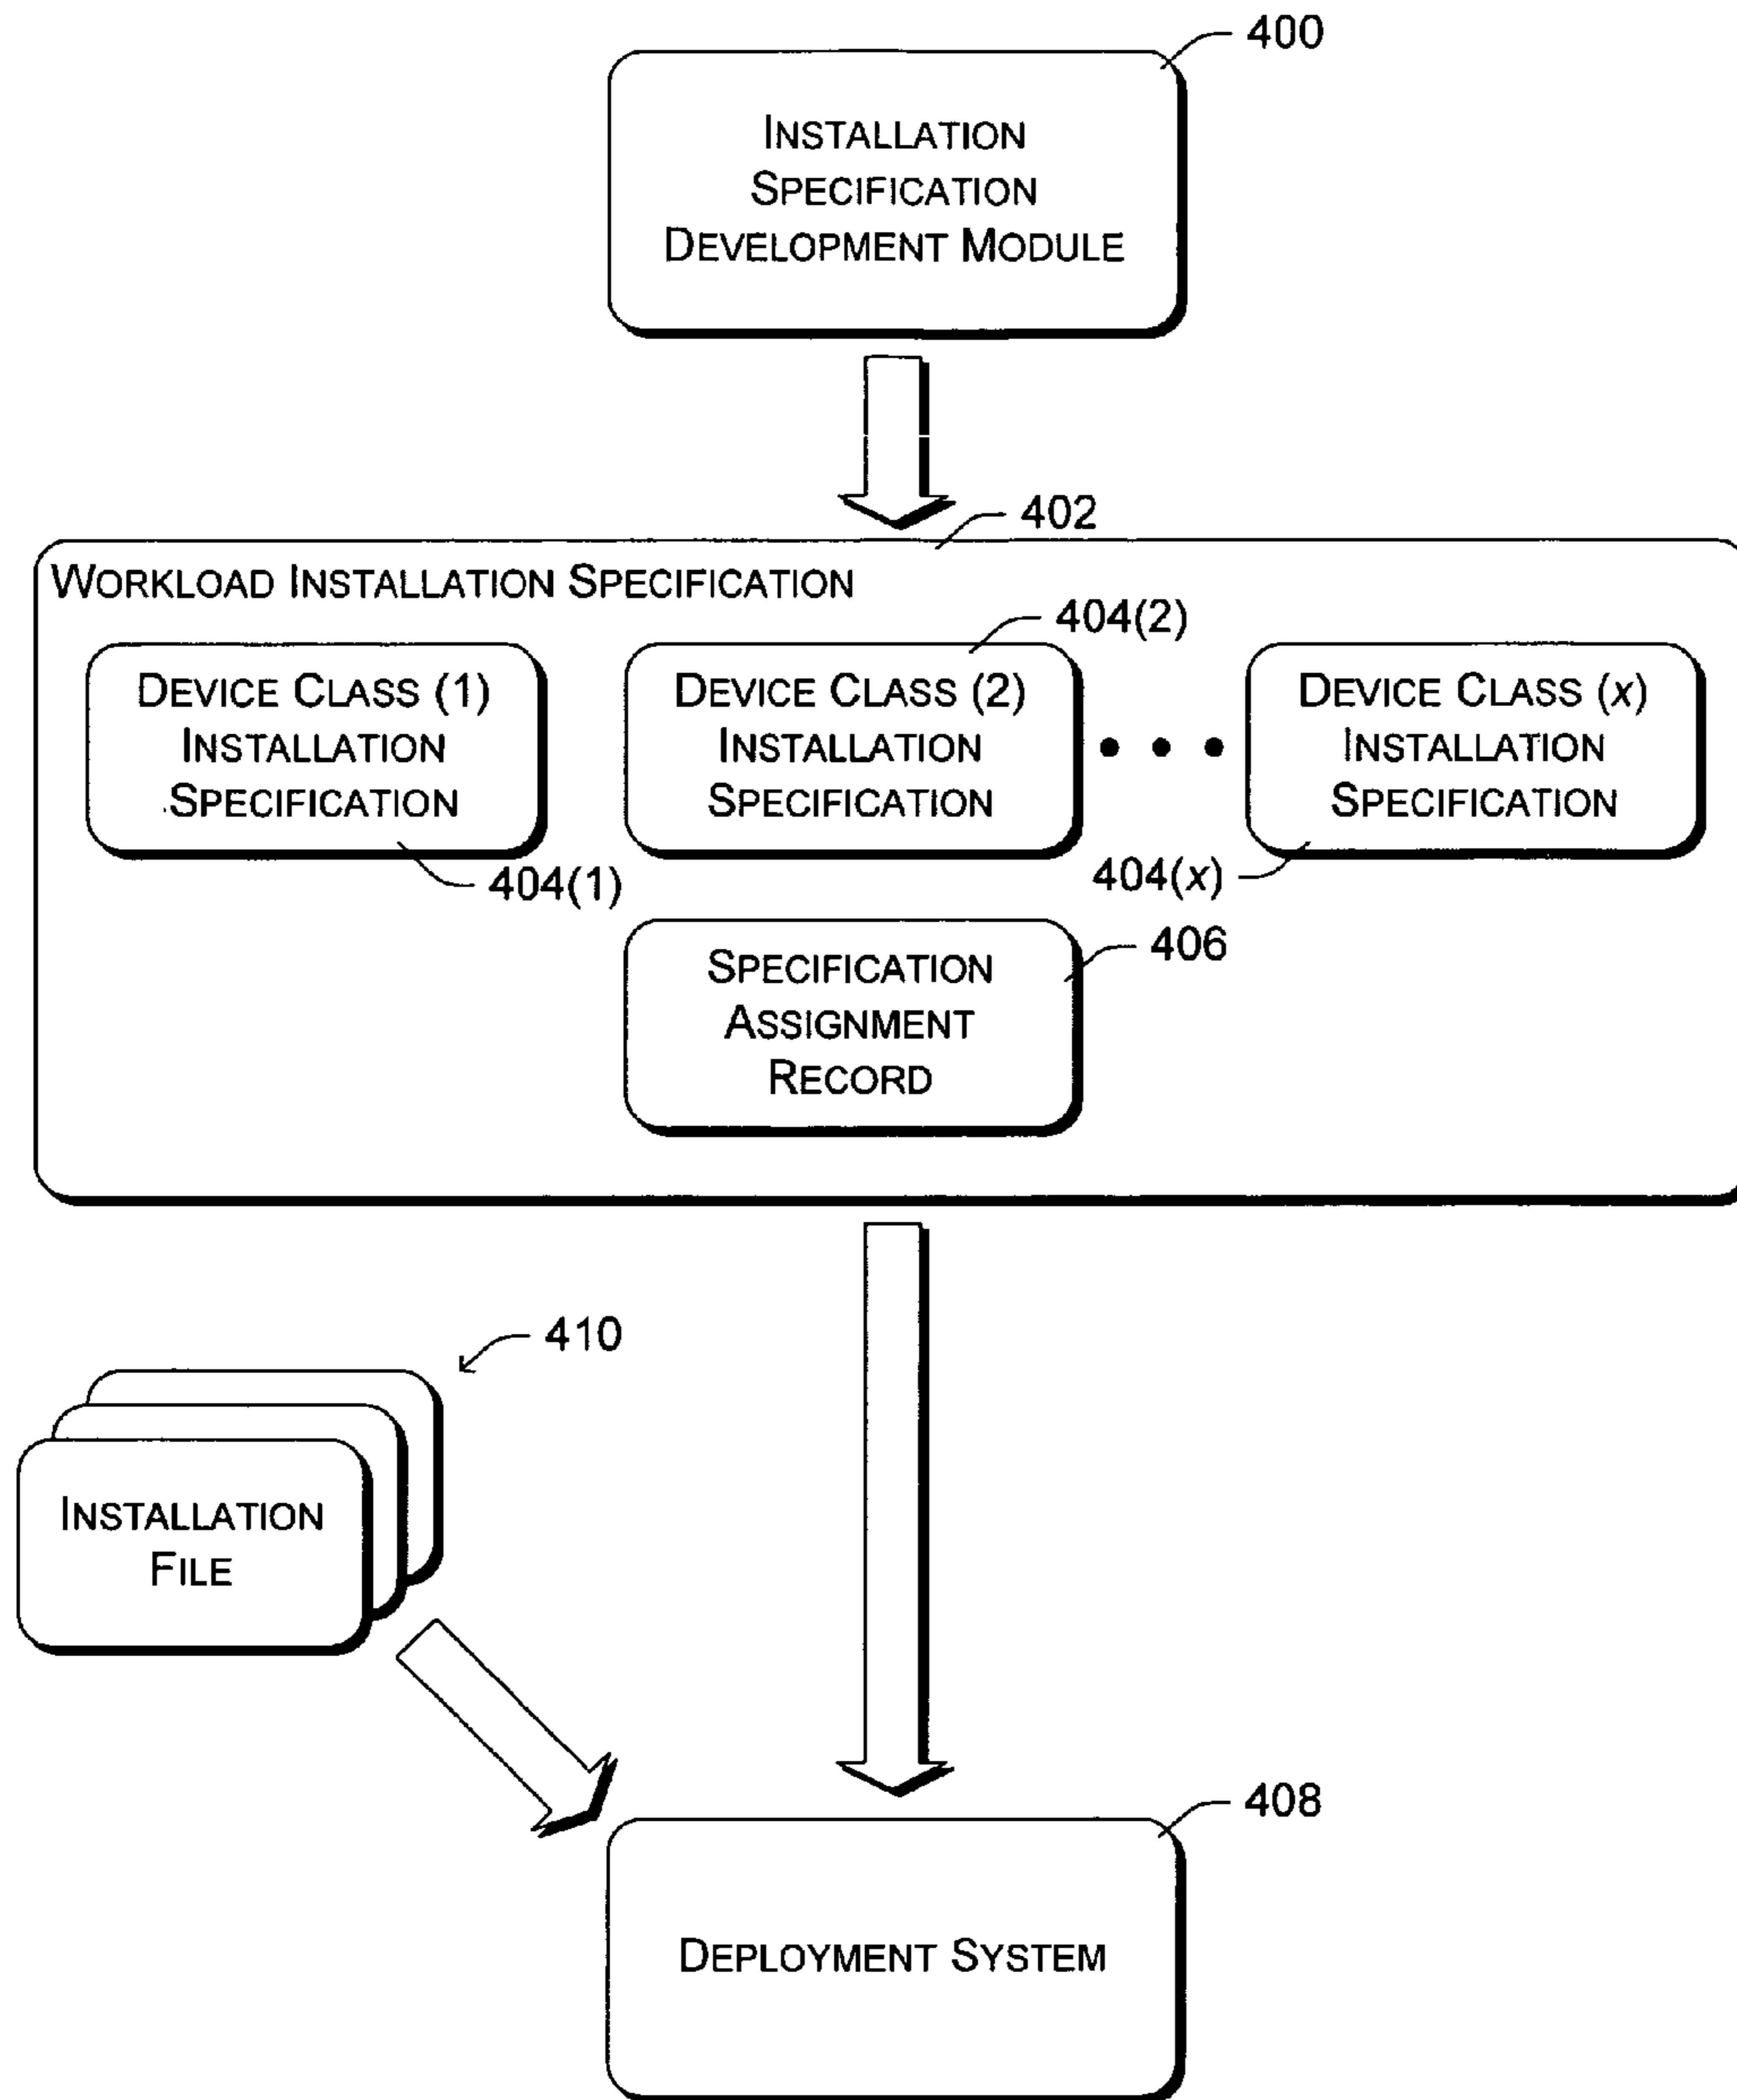 400
INSTALLATION
SPECIFICATION
DEVELOPMENT MODULE
402
WORKLOAD INSTALLATION SPECIFICATION
404(2)
DEVICE CLASS (1)
INSTALLATION
SPECIFICATION
DEVICE CLASS (2)
INSTALLATION
SPECIFICATION
DEVICE CLASS (x)
INSTALLATION
SPECIFICATION
404(1)
404(x)
SPECIFICATION
ASSIGNMENT
RECORD
406
410
INSTALLATION
FILE
408
DEPLOYMENT SYSTEM